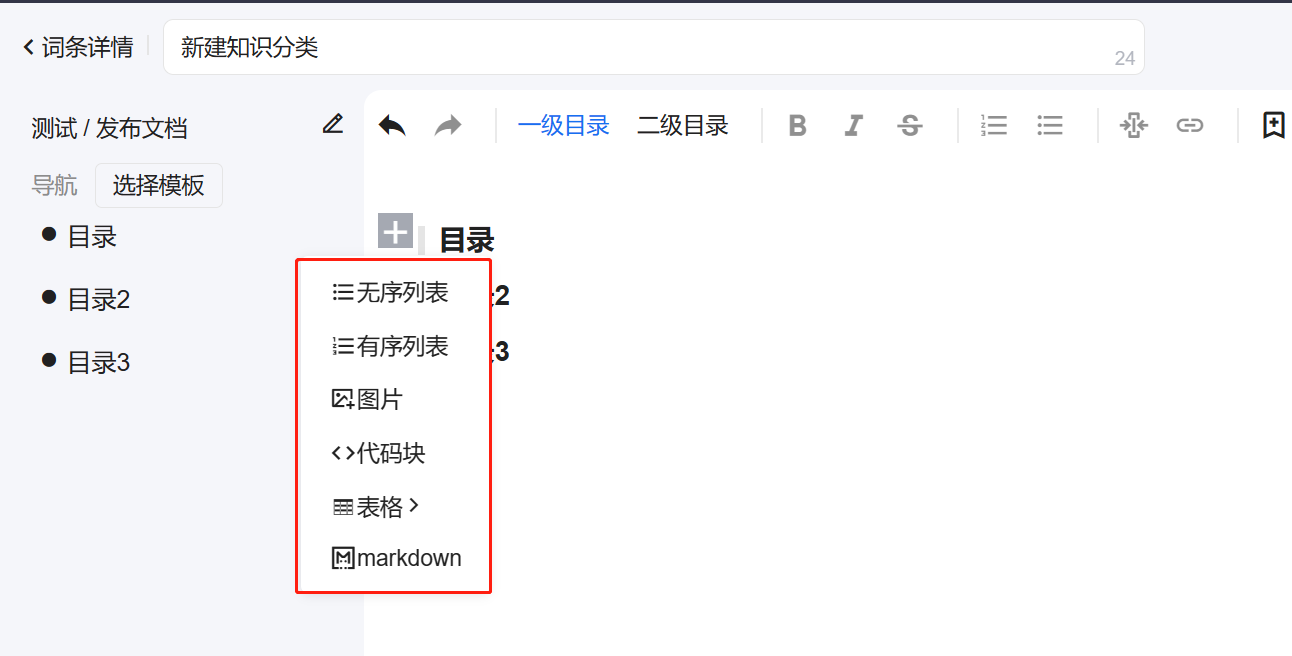 词条详情
新建知识分类
24
测试 / 发布文档
一级目录 二级目录 B I S
导航 选择模板
目录
目录2
目录3
目录
2
3
无序列表
有序列表
图片
代码块
表格
markdown